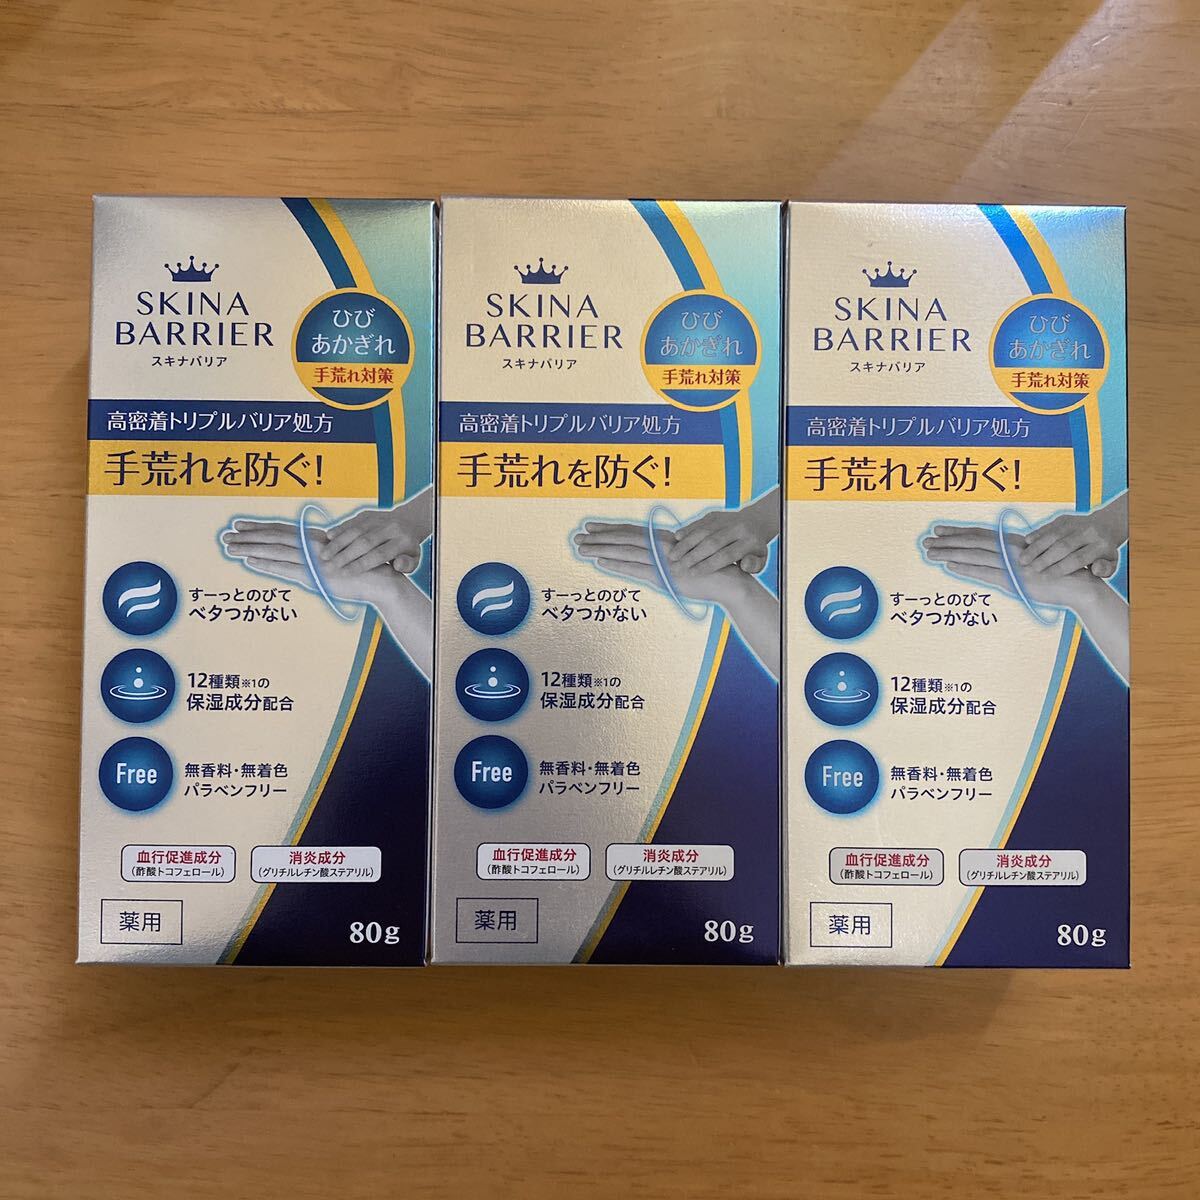 SKINA
BARRIER
スキナバリア
ひび
あかぎれ
手荒れ対策
高密着トリプルバリア処方
手荒れを防ぐ!
すーっとのびて
ベタつかない
12種類※1の
保湿成分配合
Free
無香料・無着色
パラベンフリー
血行促進成分
(酢酸トコフェロール)
消炎成分
(グリチルレチン酸ステアリル)
薬用
80g
SKINA
BARRIER
スキナバリア
ひび
あかぎれ
手荒れ対策
高密着トリプルバリア処方
手荒れを防ぐ!
すーっとのびて
ベタつかない
12種類※1の
保湿成分配合
Free
無香料・無着色
パラベンフリー
血行促進成分
(酢酸トコフェロール)
消炎成分
(グリチルレチン酸ステアリル)
薬用
80g
SKINA
BARRIER
スキナバリア
ひび
あかぎれ
手荒れ対策
高密着トリプルバリア処方
手荒れを防ぐ!
すーっとのびて
ベタつかない
12種類※1の
保湿成分配合
Free
無香料・無着色
パラベンフリー
血行促進成分
(酢酸トコフェロール)
消炎成分
(グリチルレチン酸ステアリル)
薬用
80g